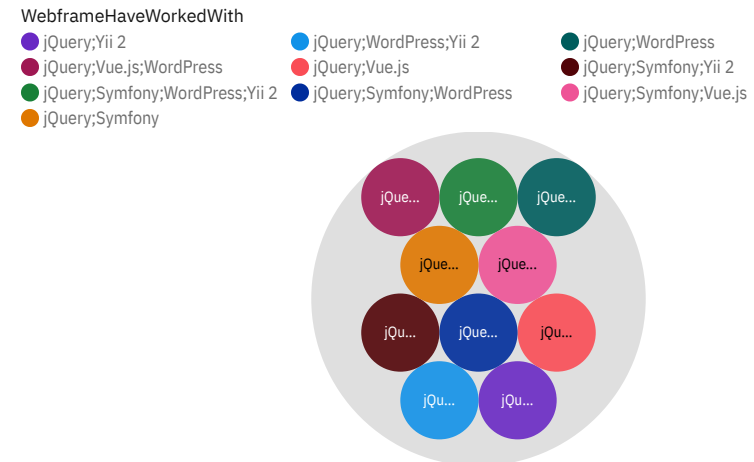 WebframeHaveWorkedWith
jQuery;Yii 2 jQuery;WordPress;Yii 2 jQuery;WordPress
jQuery;Vue.js;WordPress jQuery;Vue.js jQuery;Symfony;Yii 2
jQuery;Symfony;WordPress;Yii 2 jQuery;Symfony;WordPress jQuery;Symfony;Vue.js
jQuery;Symfony
jQue... jQue... jQue...
jQue... jQue...
jQu... jQue... jQu...
jQu... jQu...